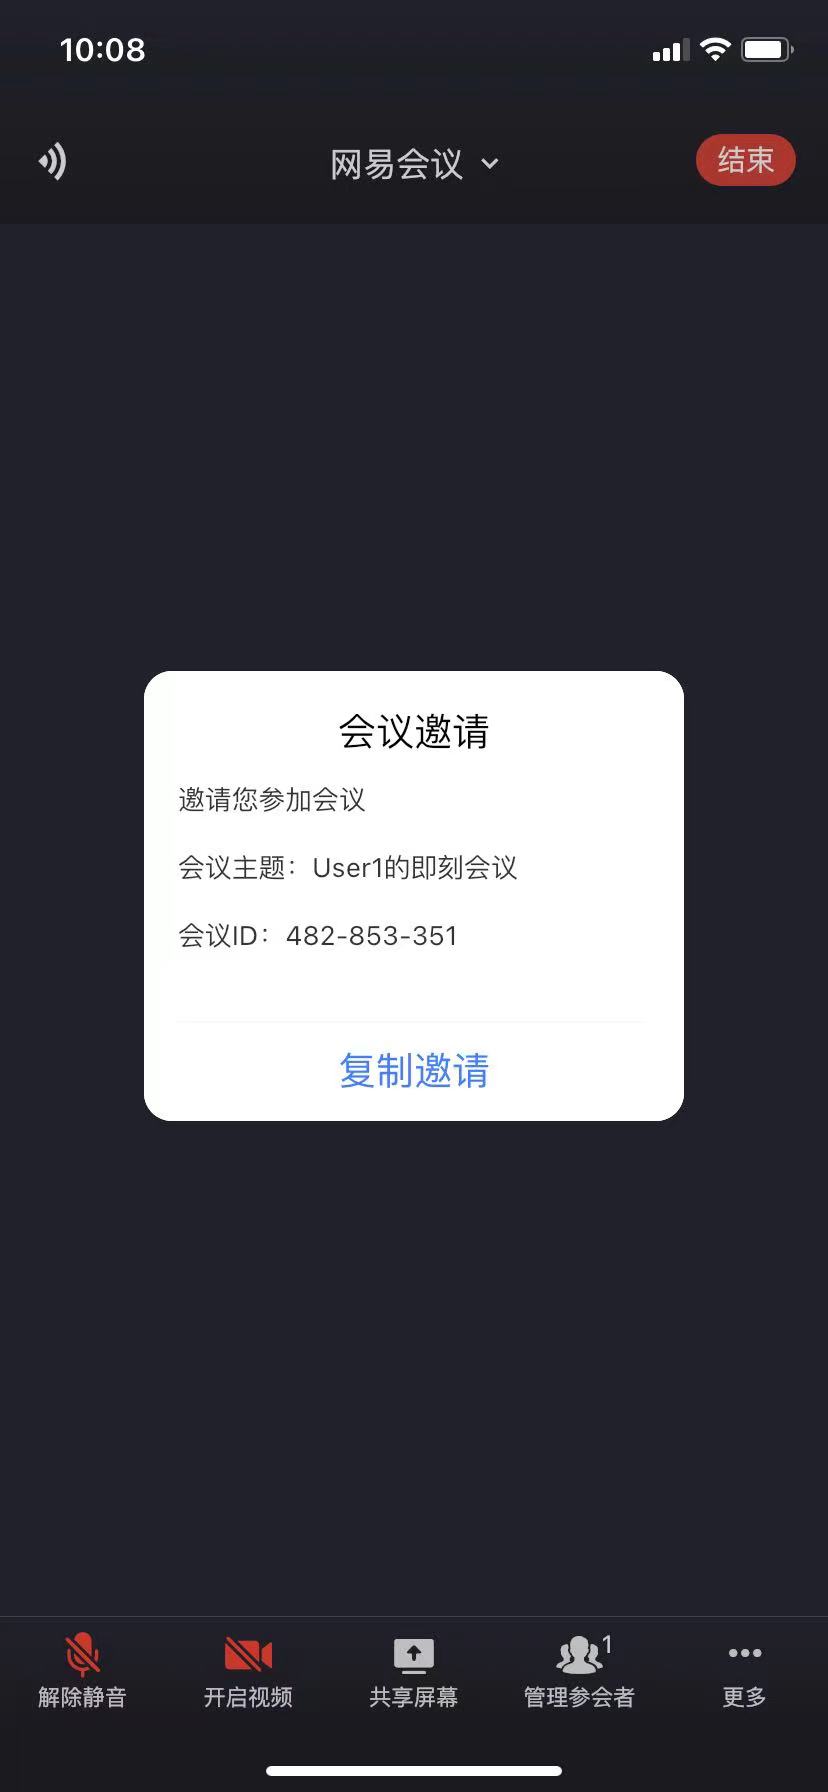 10:08
网易会议
结束
会议邀请
邀请您参加会议
会议主题：User1的即刻会议
会议ID：482-853-351
复制邀请
1
解除静音
开启视频
共享屏幕
管理参会者
更多